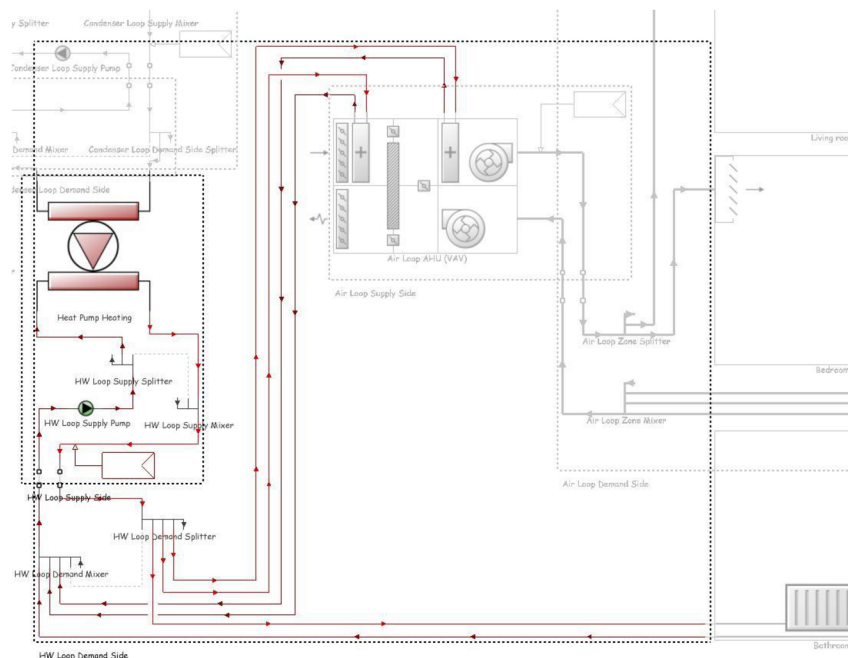 y Splitter
Condenser Loop Supply Mixer
Condenser Loop Supply Pump
Demand Mixer
Condenser Loop Demand Side Splitter
denser Loop Demand Side
Living roo
Air Loop AHU (VAV)
Air Loop Supply Side
Heat Pump Heating
Air Loop Zone Splitter
Bedroom
HW Loop Supply Splitter
HW Loop Supply Pump
HW Loop Supply Mixer
Air Loop Zone Mixer
Air Loop Demand Side
HW Loop Supply Side
HW Loop Demand Splitter
HW Loop Demand Mixer
Bathroom
HW Loop Demand Side